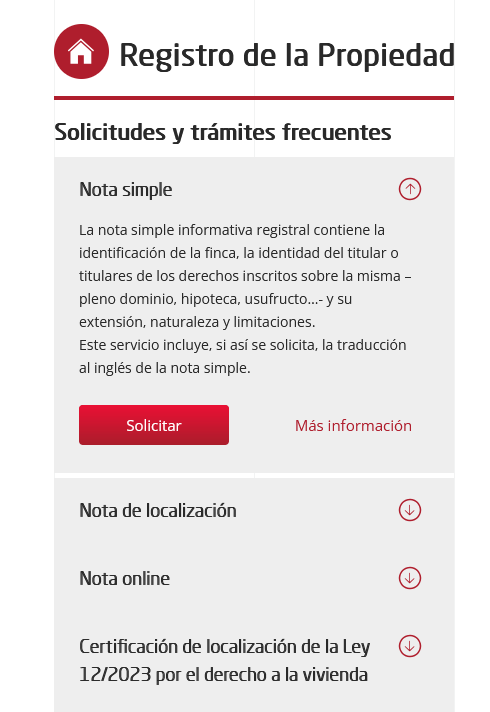 Registro de la Propiedad
Solicitudes y trámites frecuentes
Nota simple
La nota simple informativa registral contiene la
identificación de la finca, la identidad del titular o
titulares de los derechos inscritos sobre la misma –
pleno dominio, hipoteca, usufructo...- y su
extensión, naturaleza y limitaciones.
Este servicio incluye, si así se solicita, la traducción
al inglés de la nota simple.
Solicitar
Más información
Nota de localización
Nota online
Certificación de localización de la Ley
12/2023 por el derecho a la vivienda